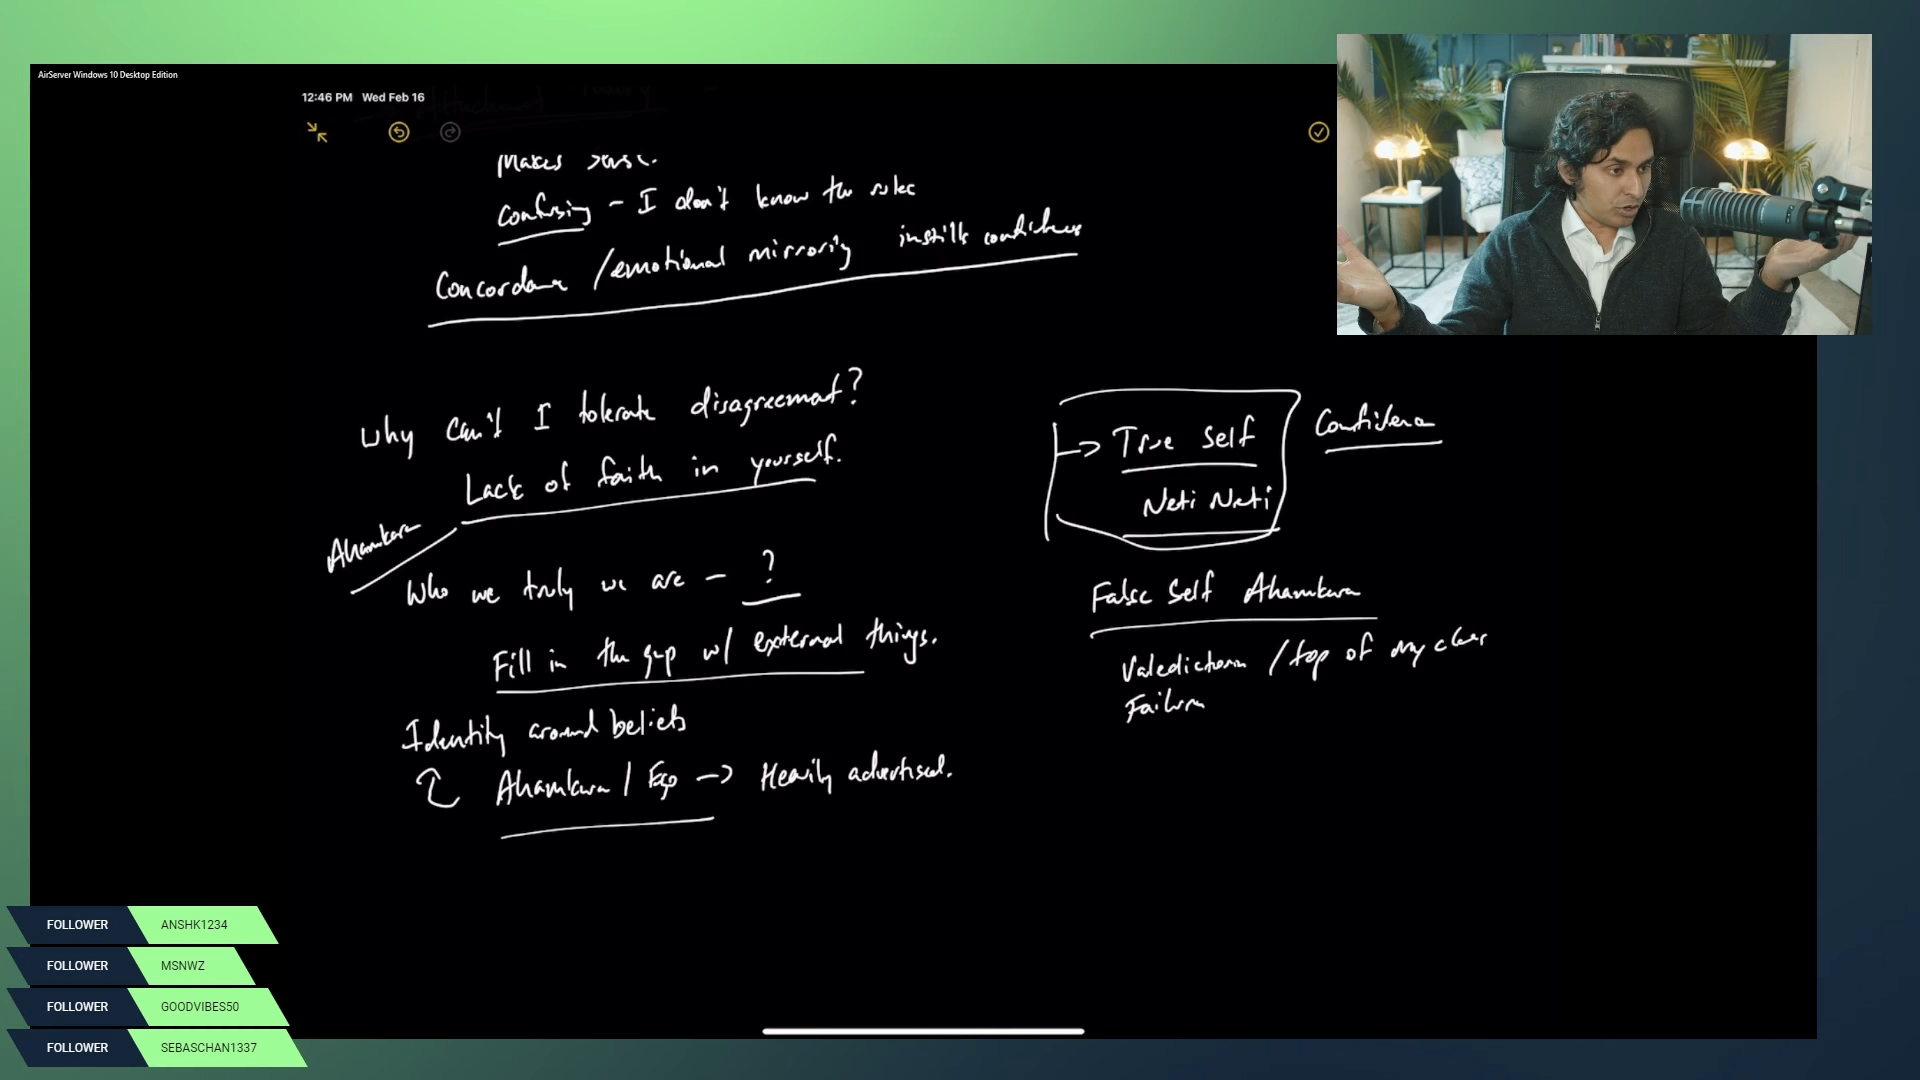 AirServer Windows 10 Desktop Edition
12:46 PM Wed Feb 16
Makes sense.
Confusing - I don't know the rules
Concordance / emotional mirroring instills confidence
Why can't I tolerate disagreement?
Lack of faith in yourself.
Ahamkara
Who we truly we are - ?
Fill in the gap w/ external things.
Identity around beliefs
Ahamkara / Ego -> Heavily advertised.
-> True Self
Confidence
Neti Neti
False Self Ahamkara
Valedictorian / top of my class
Failure
FOLLOWER ANSHK1234
FOLLOWER MSNWZ
FOLLOWER GOODVIBES50
FOLLOWER SEBASCHAN1337